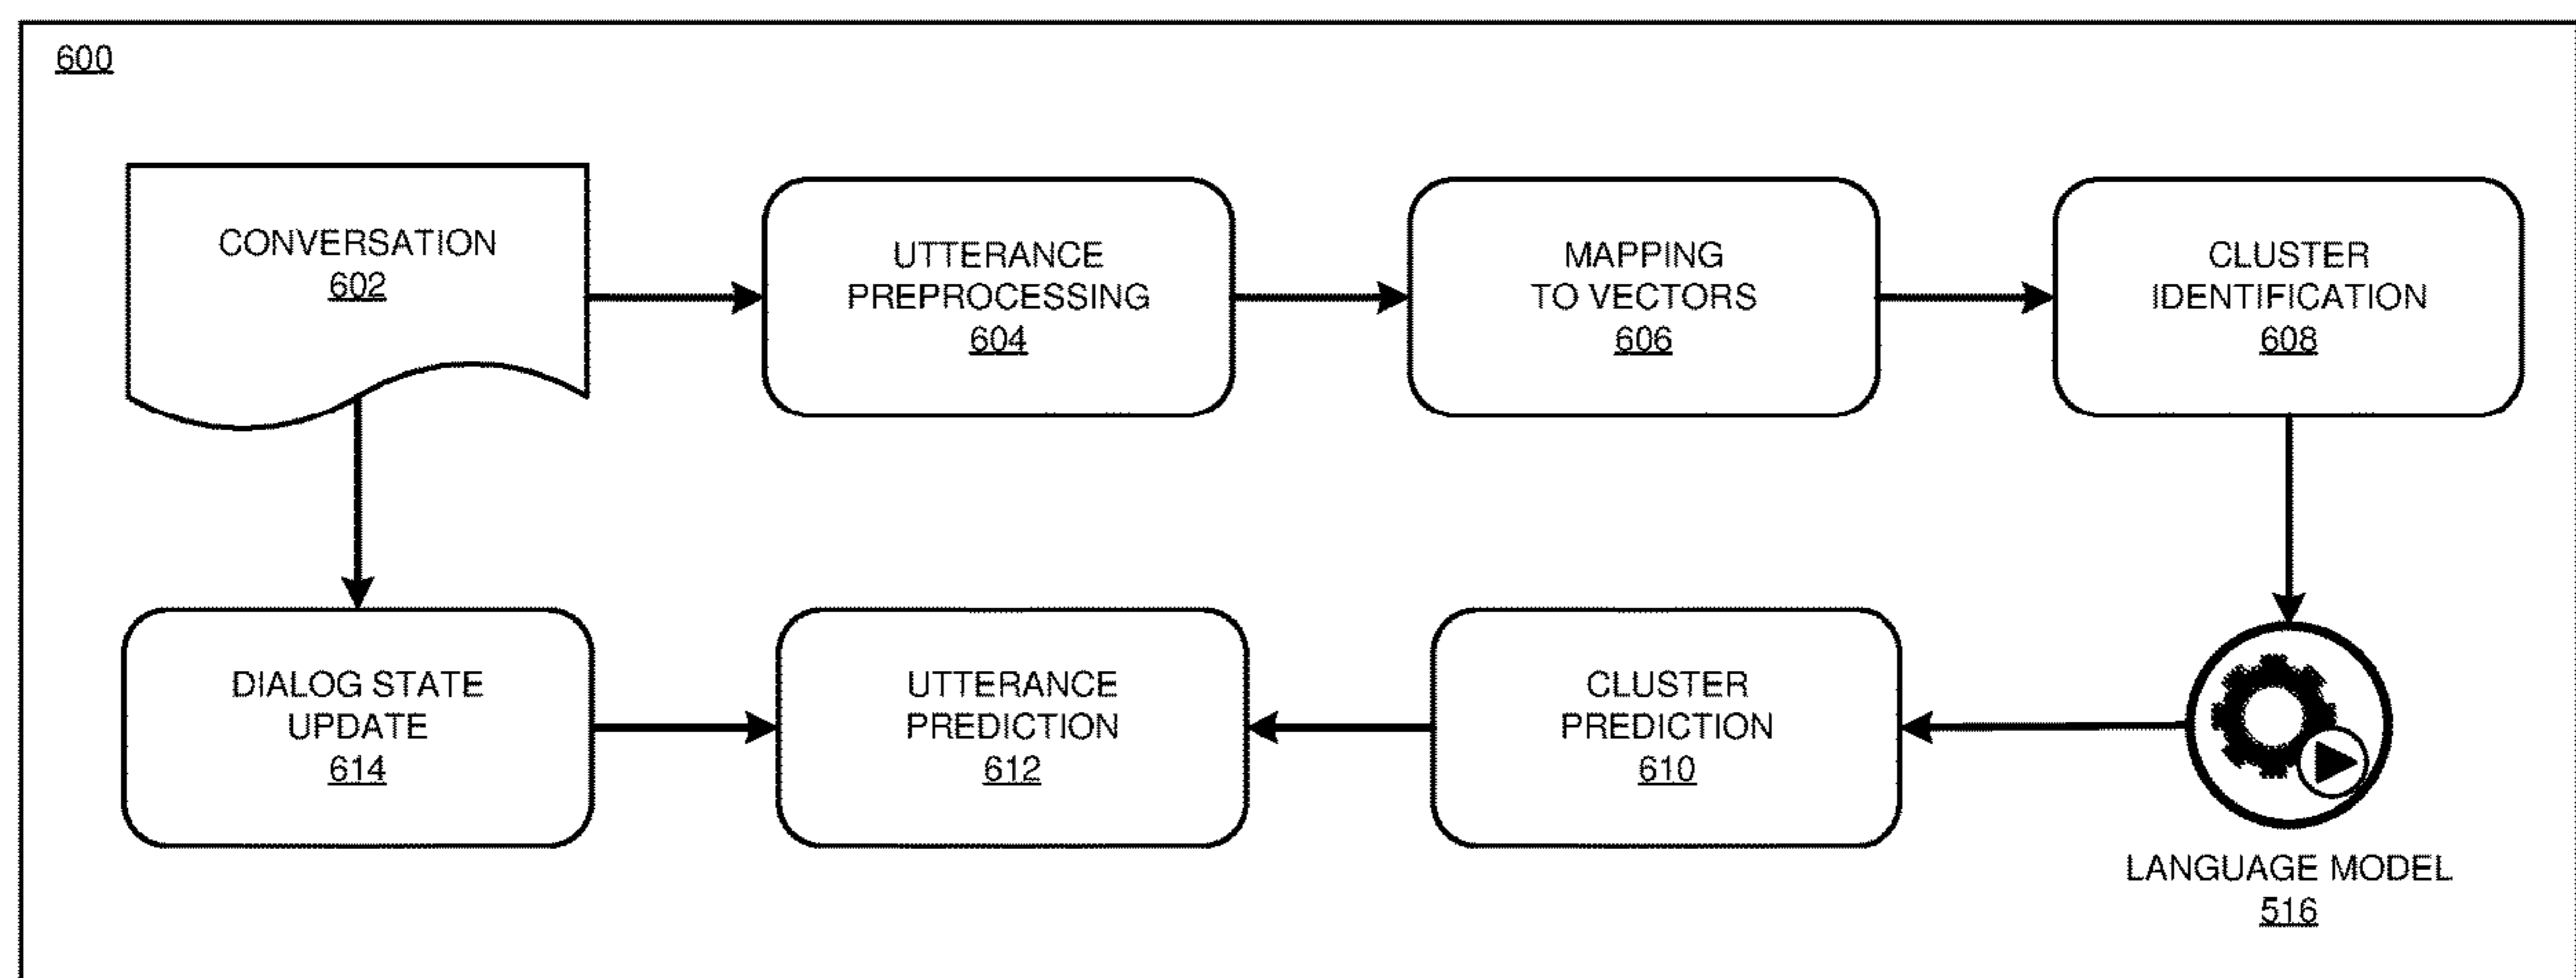 600
CONVERSATION
602
UTTERANCE
PREPROCESSING
604
MAPPING
TO VECTORS
606
CLUSTER
IDENTIFICATION
608
DIALOG STATE
UPDATE
614
UTTERANCE
PREDICTION
612
CLUSTER
PREDICTION
610
LANGUAGE MODEL
516